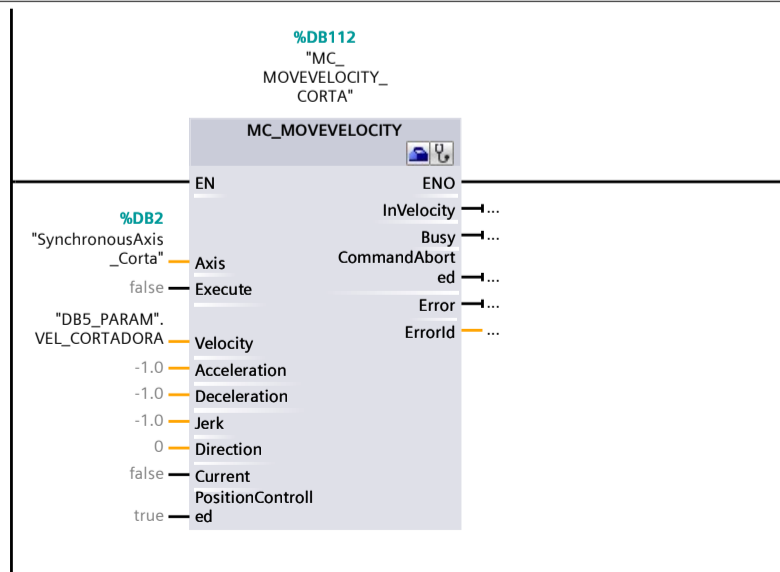 %DB112
"MC_
MOVEVELOCITY_
CORTA"
MC_MOVEVELOCITY
EN
ENO
InVelocity
...
%DB2
Busy
...
"SynchronousAxis
_Corta"
Axis
CommandAbort
ed
...
false
Execute
Error
...
"DB5_PARAM".
VEL_CORTADORA
Velocity
ErrorId
...
-1.0
Acceleration
-1.0
Deceleration
-1.0
Jerk
0
Direction
false
Current
PositionControll
true
ed